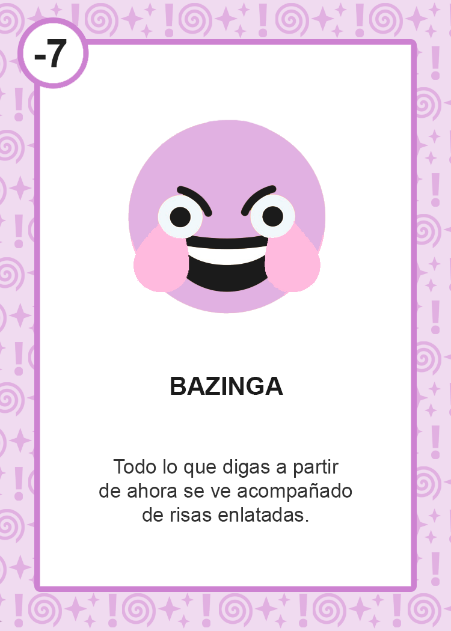 -7
BAZINGA
Todo lo que digas a partir
de ahora se ve acompañado
de risas enlatadas.